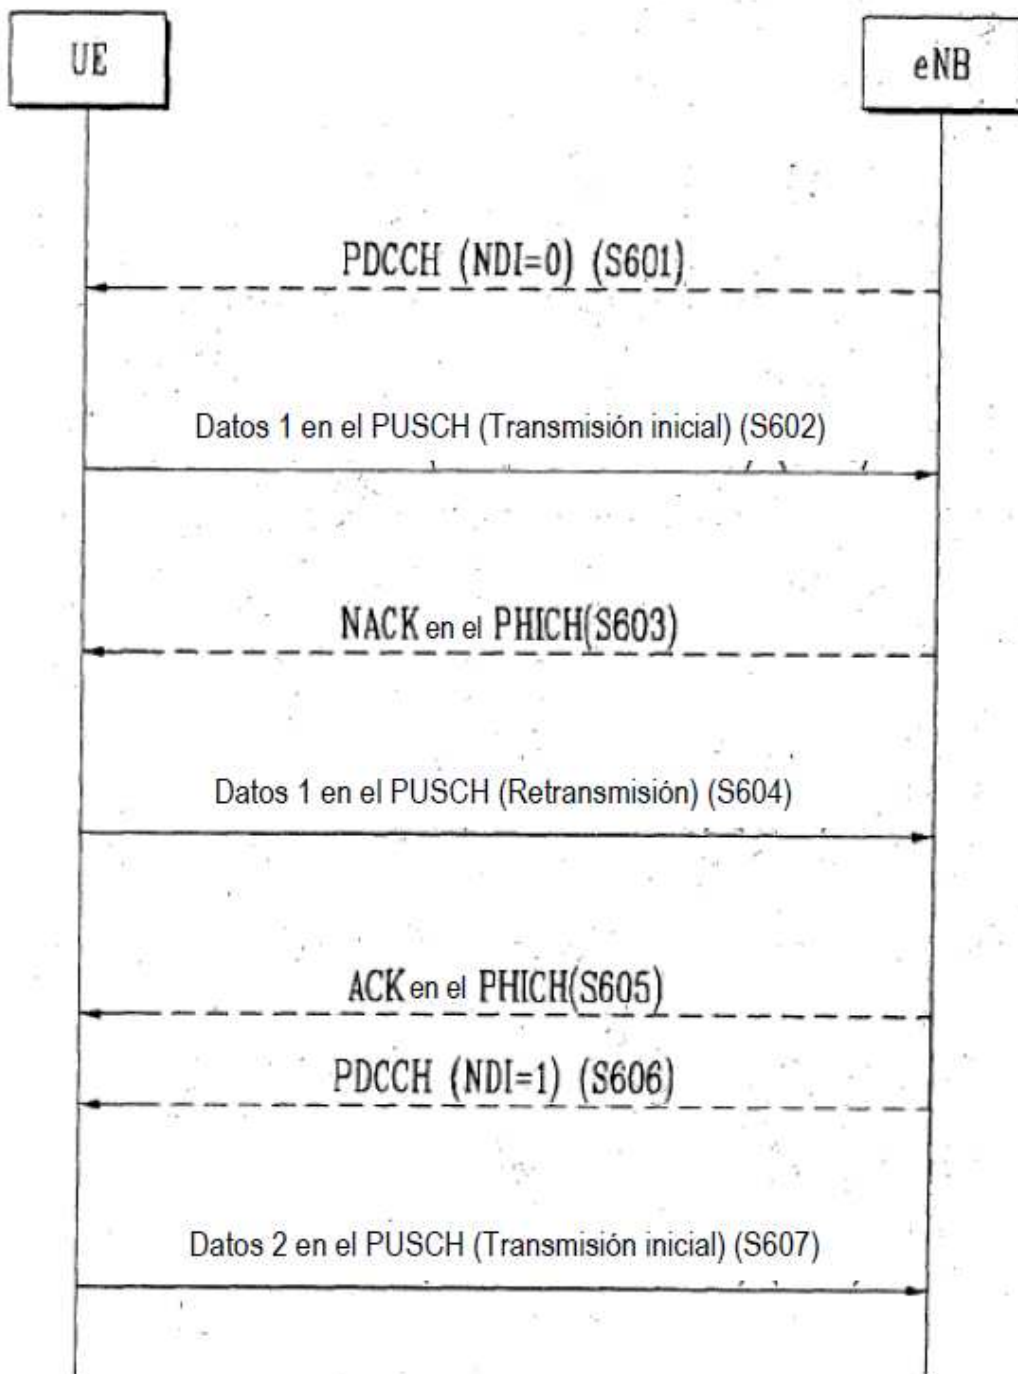 UE
eNB
PDCCH (NDI=0) (S601)
Datos 1 en el PUSCH (Transmisión inicial) (S602)
NACK en el PHICH(S603)
Datos 1 en el PUSCH (Retransmisión) (S604)
ACK en el PHICH(S605)
PDCCH (NDI=1) (S606)
Datos 2 en el PUSCH (Transmisión inicial) (S607)